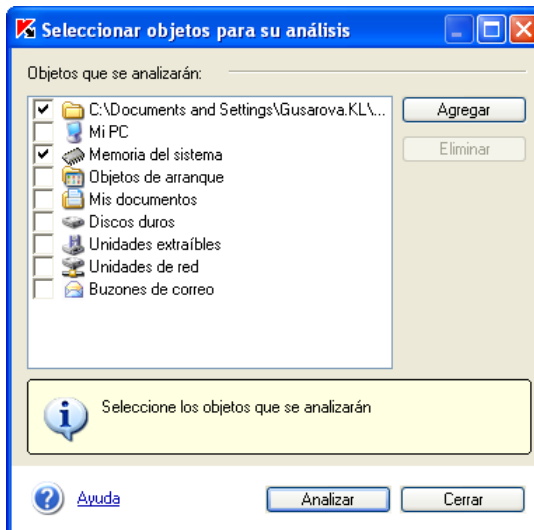 Seleccionar objetos para su análisis
Objetos que se analizarán:
C:\Documents and Settings\Gusarova.KL\...
Agregar
Mi PC
Memoria del sistema
Eliminar
Objetos de arranque
Mis documentos
Discos duros
Unidades extraíbles
Unidades de red
Buzones de correo
Seleccione los objetos que se analizarán
Ayuda
Analizar
Cerrar